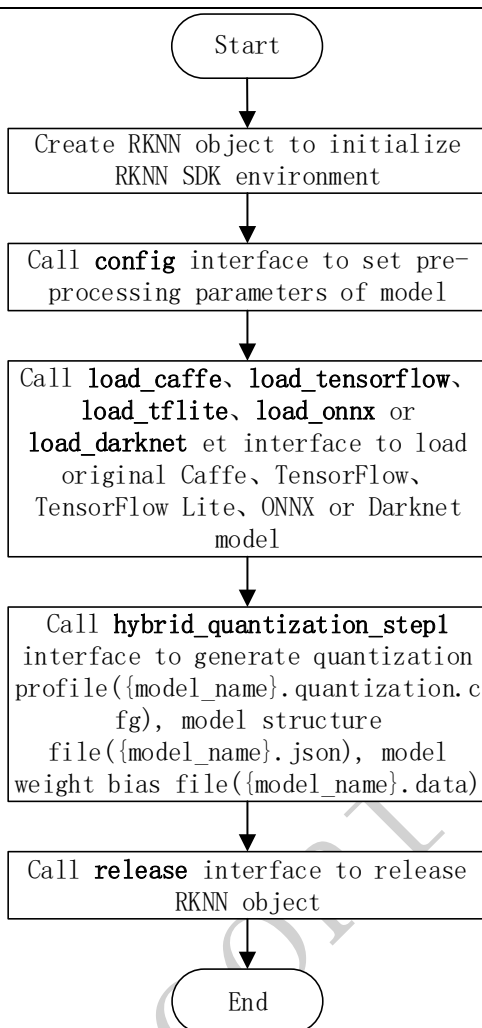 Start
Create RKNN object to initialize
RKNN SDK environment
Call config interface to set pre-
processing parameters of model
Call load_caffe、load_tensorflow、
load_tflite、load_onnx or
load_darknet et interface to load
original Caffe、TensorFlow、
TensorFlow Lite、ONNX or Darknet
model
Call hybrid_quantization_step1
interface to generate quantization
profile({model_name}.quantization.c
fg), model structure
file({model_name}.json), model
weight bias file({model_name}.data)
Call release interface to release
RKNN object
End